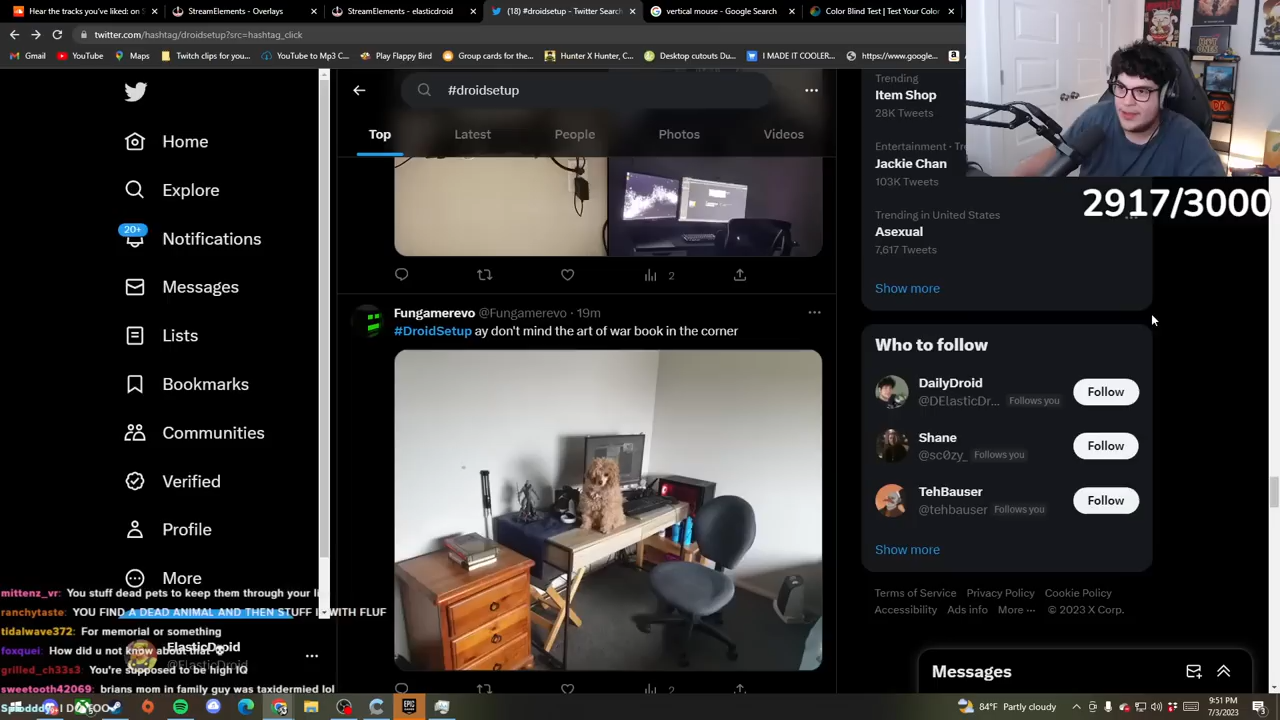 Hear the tracks you've liked: on S
StreamElements - Overlays
StreamElements - elasticdroid
(18) #droidsetup - Twitter Search
vertical mouse - Google Search
Color Blind Test | Test Your Color
twitter.com/hashtag/droidsetup?src=hashtag_click
Gmail
YouTube
Maps
Twitch clips for you...
YouTube to Mp3 C...
Play Flappy Bird
Group cards for the...
Hunter X Hunter, C...
Desktop cutouts Du...
I MADE IT COOLER...
https://www.google...
#droidsetup
Top
Latest
People
Photos
Videos
Home
Explore
20+
Notifications
Messages
Lists
Bookmarks
Communities
Verified
Profile
More
ElasticDroid
@ElasticDroid
2
Fungamerevo @Fungamerevo · 19m
#DroidSetup ay don't mind the art of war book in the corner
2
Trending
Item Shop
28K Tweets
Entertainment · Tre
Jackie Chan
103K Tweets
Trending in United States
Asexual
7,617 Tweets
Show more
2917/3000
Who to follow
DailyDroid
@DElasticDr... Follows you
Follow
Shane
@sc0zy_ Follows you
Follow
TehBauser
@tehbauser Follows you
Follow
Show more
Terms of Service Privacy Policy Cookie Policy
Accessibility Ads info More ··· © 2023 X Corp.
Messages
mittenz_vr: You stuff dead pets to keep them through your li
ranchytaste: YOU FIND A DEAD ANIMAL AND THEN STUFF I WITH FLUF
tidalwave372: For memorial or something
foxquei: How did u not know about that
grilled_ch33s3: You're supposed to be high IQ
sweetooth42069: brians mom in family guy was taxidermied lol
84°F Partly cloudy
9:51 PM
7/3/2023